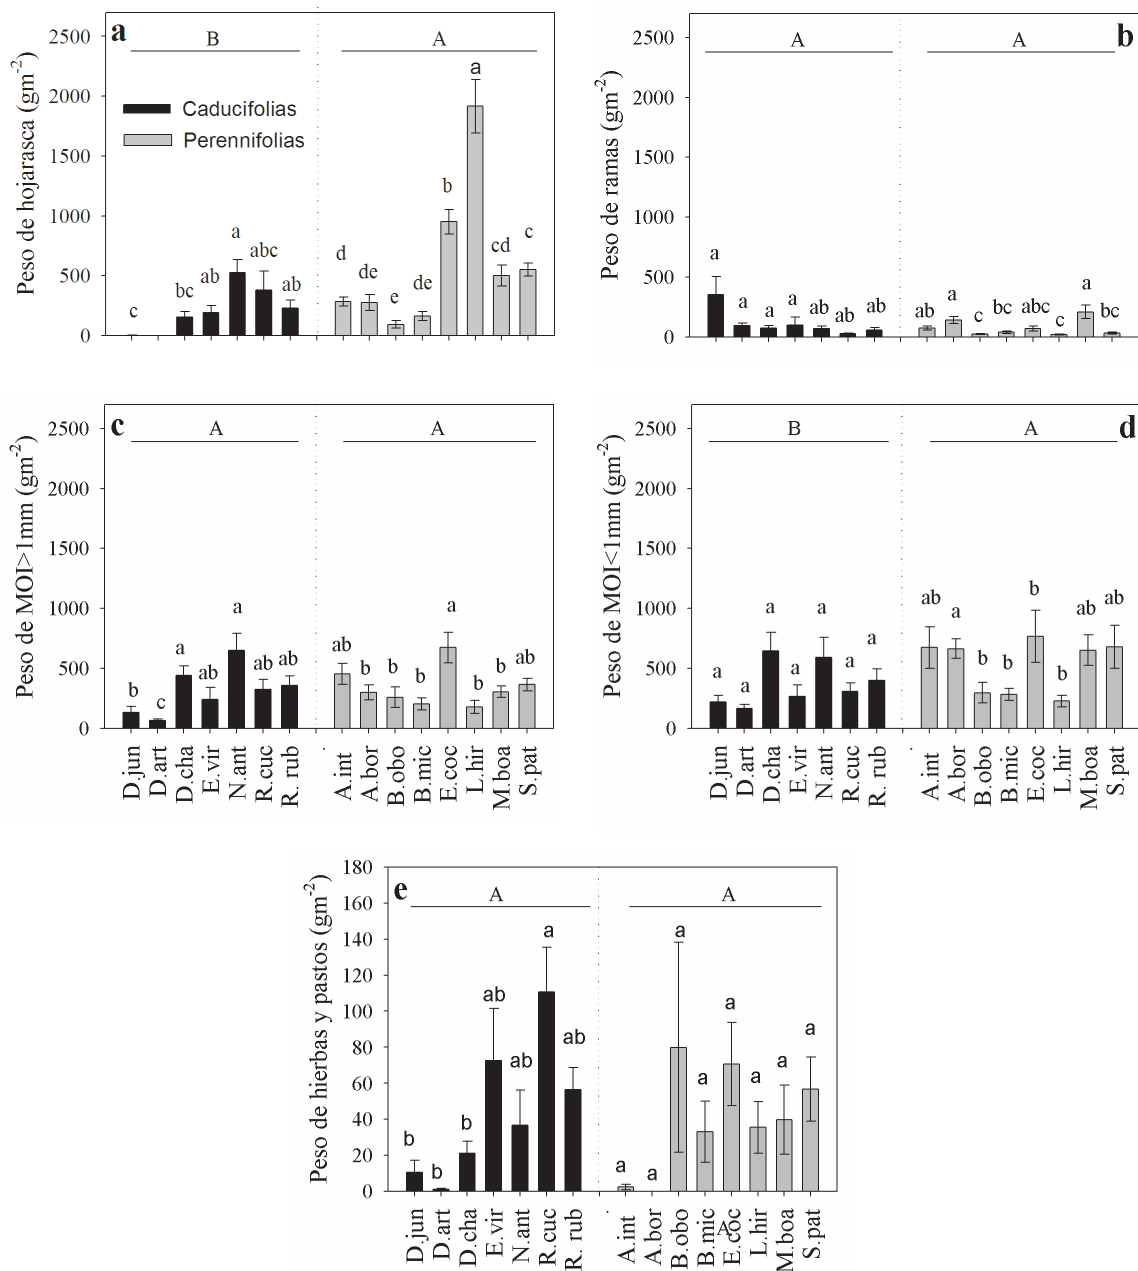 a
B
A
Peso de hojarasca (gm-2)
2500
2000
1500
1000
500
0
Caducifolias
Perennifolias
c
bc
ab
a
abc
ab
d
de
e
de
b
a
cd
c
b
A
A
Peso de ramas (gm-2)
2500
2000
1500
1000
500
0
a
a
a
a
ab
ab
ab
ab
a
c
bc
abc
c
a
bc
c
A
A
Peso de MOI>1mm (gm-2)
2500
2000
1500
1000
500
0
b
c
a
ab
a
ab
ab
ab
b
b
b
a
b
b
ab
D.jun
D.art
D.cha
E.vir
N.ant
R.cuc
R. rub
A.int
A.bor
B.obo
B.mic
E.coc
L.hir
M.boa
S.pat
d
B
A
Peso de MOI<1mm (gm-2)
2500
2000
1500
1000
500
0
a
a
a
a
a
a
a
ab
a
b
b
b
b
ab
ab
D.jun
D.art
D.cha
E.vir
N.ant
R.cuc
R. rub
A.int
A.bor
B.obo
B.mic
E.coc
L.hir
M.boa
S.pat
e
A
A
Peso de hierbas y pastos (gm-2)
180
160
140
120
100
80
60
40
20
0
b
b
b
ab
ab
a
ab
a
a
a
a
a
a
a
a
D.jun
D.art
D.cha
E.vir
N.ant
R.cuc
R. rub
A.int
A.bor
B.obo
B.mic
E.coc
L.hir
M.boa
S.pat
A